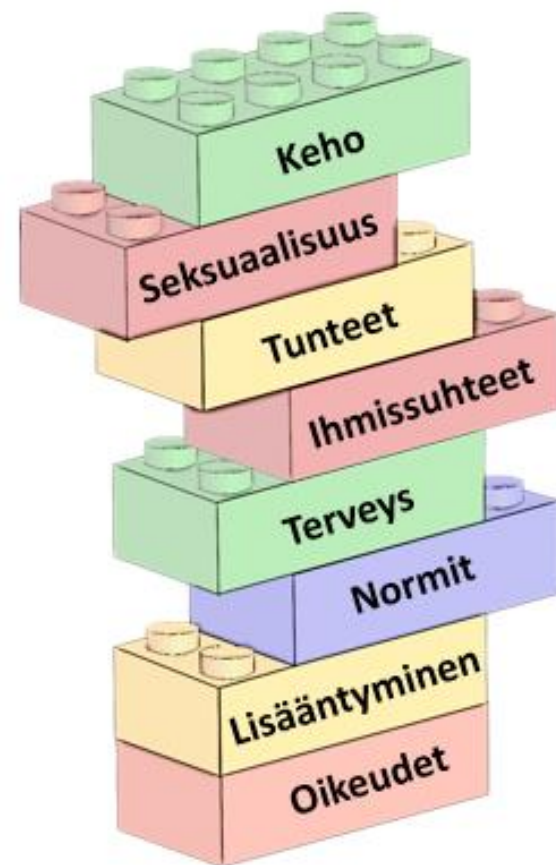 Keho
Seksuaalisuus
Tunteet
Ihmissuhteet
Terveys
Normit
Lisääntyminen
Oikeudet